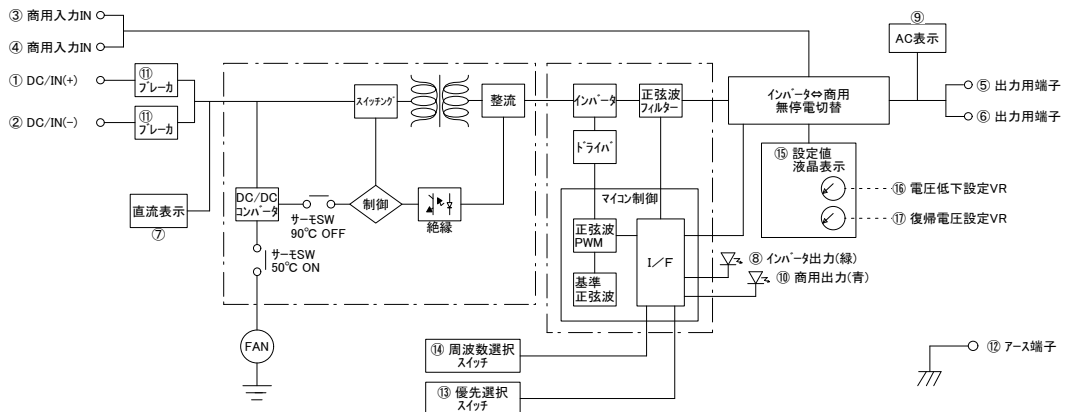 ③ 商用入力IN
④ 商用入力IN
① DC/IN(+)
② DC/IN(-)
⑪
ブレーカ
⑪
ブレーカ
直流表示
⑦
スイッチング
整流
DC/DC
コンバータ
サーモSW
90℃ OFF
制御
絶縁
サーモSW
50℃ ON
FAN
インバータ
正弦波
フィルター
ドライバ
マイコン制御
正弦波
PWM
基準
正弦波
I/F
インバータ⇔商用
無停電切替
⑨
AC表示
⑤ 出力用端子
⑥ 出力用端子
⑮ 設定値
液晶表示
⑯ 電圧低下設定VR
⑰ 復帰電圧設定VR
⑧ インバータ出力(緑)
⑩ 商用出力(青)
⑭ 周波数選択
スイッチ
⑬ 優先選択
スイッチ
⑫ アース端子